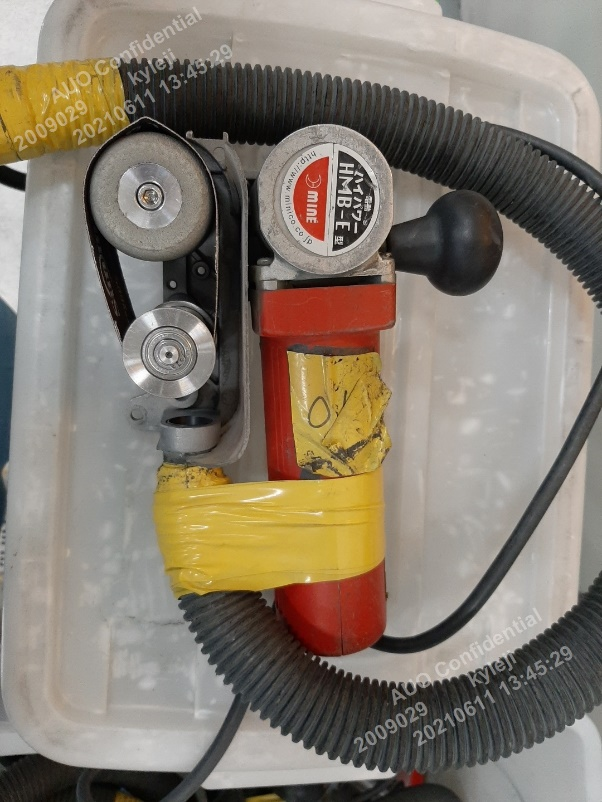 AUO Confidential
kyleji
2009029 20210611 13:45:29
ハイパワー
HMB-E型
MINE
http://www.minico.co.jp
0
AUO Confidential
kyleji
2009029 20210611 13:45:29